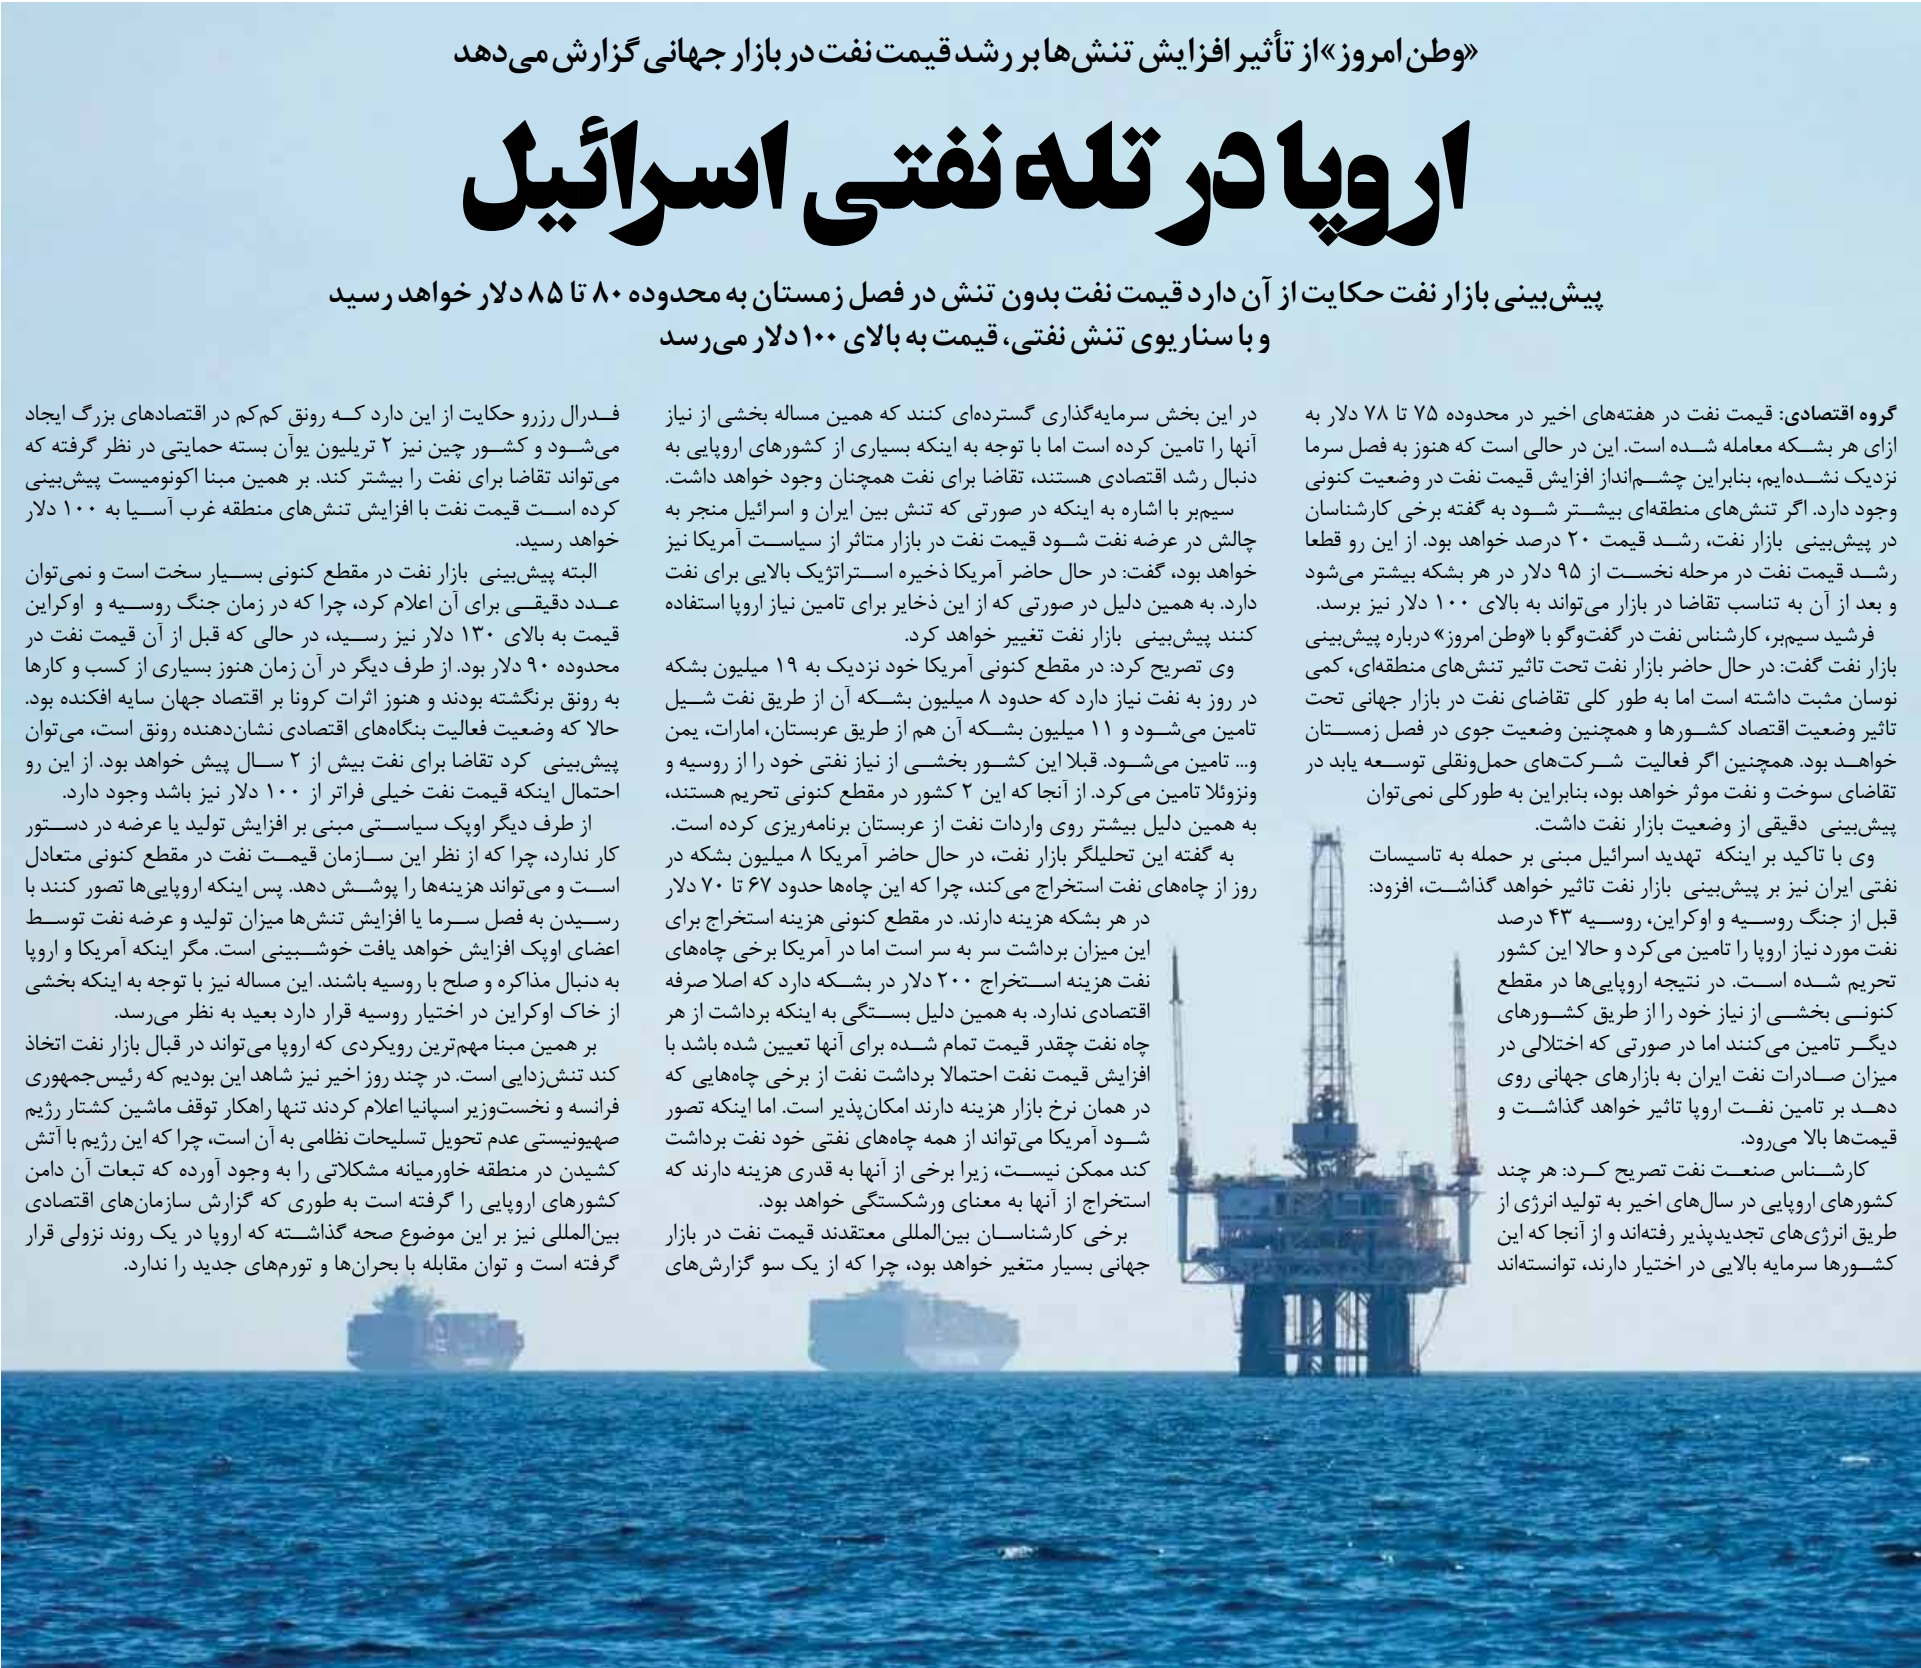 «وطن امروز» از تأثیر افزایش تنش‌ها بر رشد قیمت نفت در بازار جهانی گزارش می‌دهد
اروپا در تله نفتی اسرائیل
پیش‌بینی بازار نفت حکایت از آن دارد قیمت نفت بدون تنش در فصل زمستان به محدوده ۸۰ تا ۸۵ دلار خواهد رسید
و با سناریوی تنش نفتی، قیمت به بالای ۱۰۰ دلار می‌رسد
گروه اقتصادی: قیمت نفت در هفته‌های اخیر در محدوده ۷۵ تا ۷۸ دلار به
ازای هر بشکه معامله شده است. این در حالی است که هنوز به فصل سرما
نزدیک نشده‌ایم، بنابراین چشم‌انداز افزایش قیمت نفت در وضعیت کنونی
وجود دارد. اگر تنش‌های منطقه‌ای بیشتر شود به گفته برخی کارشناسان
در پیش‌بینی بازار نفت، رشد قیمت ۲۰ درصد خواهد بود. از این رو قطعا
رشد قیمت نفت در مرحله نخست از ۹۵ دلار در هر بشکه بیشتر می‌شود
و بعد از آن به تناسب تقاضا در بازار می‌تواند به بالای ۱۰۰ دلار نیز برسد.
فرشید سیم‌بر، کارشناس نفت در گفت‌وگو با «وطن امروز» درباره پیش‌بینی
بازار نفت گفت: در حال حاضر بازار نفت تحت تاثیر تنش‌های منطقه‌ای، کمی
نوسان مثبت داشته است اما به طور کلی تقاضای نفت در بازار جهانی تحت
تاثیر وضعیت اقتصاد کشورها و همچنین وضعیت جوی در فصل زمستان
خواهد بود. همچنین اگر فعالیت شرکت‌های حمل‌ونقلی توسعه یابد در
تقاضای سوخت و نفت موثر خواهد بود، بنابراین به طورکلی نمی‌توان
پیش‌بینی دقیقی از وضعیت بازار نفت داشت.
وی با تاکید بر اینکه تهدید اسرائیل مبنی بر حمله به تاسیسات
نفتی ایران نیز بر پیش‌بینی بازار نفت تاثیر خواهد گذاشت، افزود:
قبل از جنگ روسیه و اوکراین، روسیه ۴۳ درصد
نفت مورد نیاز اروپا را تامین می‌کرد و حالا این کشور
تحریم شده است. در نتیجه اروپایی‌ها در مقطع
کنونی بخشی از نیاز خود را از طریق کشورهای
دیگر تامین می‌کنند اما در صورتی که اختلالی در
میزان صادرات نفت ایران به بازارهای جهانی روی
دهد بر تامین نفت اروپا تاثیر خواهد گذاشت و
قیمت‌ها بالا می‌رود.
کارشناس صنعت نفت تصریح کرد: هر چند
کشورهای اروپایی در سال‌های اخیر به تولید انرژی از
طریق انرژی‌های تجدیدپذیر رفته‌اند و از آنجا که این
کشورها سرمایه بالایی در اختیار دارند، توانسته‌اند
در این بخش سرمایه‌گذاری گسترده‌ای کنند که همین مساله بخشی از نیاز
آنها را تامین کرده است اما با توجه به اینکه بسیاری از کشورهای اروپایی به
دنبال رشد اقتصادی هستند، تقاضا برای نفت همچنان وجود خواهد داشت.
سیم‌بر با اشاره به اینکه در صورتی که تنش بین ایران و اسرائیل منجر به
چالش در عرضه نفت شود قیمت نفت در بازار متاثر از سیاست آمریکا نیز
خواهد بود، گفت: در حال حاضر آمریکا ذخیره استراتژیک بالایی برای نفت
دارد. به همین دلیل در صورتی که از این ذخایر برای تامین نیاز اروپا استفاده
کنند پیش‌بینی بازار نفت تغییر خواهد کرد.
وی تصریح کرد: در مقطع کنونی آمریکا خود نزدیک به ۱۹ میلیون بشکه
در روز به نفت نیاز دارد که حدود ۸ میلیون بشکه آن از طریق نفت شیل
تامین می‌شود و ۱۱ میلیون بشکه آن هم از طریق عربستان، امارات، یمن
و... تامین می‌شود. قبلا این کشور بخشی از نیاز نفتی خود را از روسیه و
ونزوئلا تامین می‌کرد. از آنجا که این ۲ کشور در مقطع کنونی تحریم هستند،
به همین دلیل بیشتر روی واردات نفت از عربستان برنامه‌ریزی کرده است.
به گفته این تحلیلگر بازار نفت، در حال حاضر آمریکا ۸ میلیون بشکه در
روز از چاه‌های نفت استخراج می‌کند، چرا که این چاه‌ها حدود ۶۷ تا ۷۰ دلار
در هر بشکه هزینه دارند. در مقطع کنونی هزینه استخراج برای
این میزان برداشت سر به سر است اما در آمریکا برخی چاه‌های
نفت هزینه استخراج ۲۰۰ دلار در بشکه دارد که اصلا صرفه
اقتصادی ندارد. به همین دلیل بستگی به اینکه برداشت از هر
چاه نفت چقدر قیمت تمام شده برای آنها تعیین شده باشد با
افزایش قیمت نفت احتمالا برداشت نفت از برخی چاه‌هایی که
در همان نرخ بازار هزینه دارند امکان‌پذیر است. اما اینکه تصور
شود آمریکا می‌تواند از همه چاه‌های نفتی خود نفت برداشت
کند ممکن نیست، زیرا برخی از آنها به قدری هزینه دارند که
استخراج از آنها به معنای ورشکستگی خواهد بود.
برخی کارشناسان بین‌المللی معتقدند قیمت نفت در بازار
جهانی بسیار متغیر خواهد بود، چرا که از یک سو گزارش‌های
فدرال رزرو حکایت از این دارد که رونق کم‌کم در اقتصادهای بزرگ ایجاد
می‌شود و کشور چین نیز ۲ تریلیون یوآن بسته حمایتی در نظر گرفته که
می‌تواند تقاضا برای نفت را بیشتر کند. بر همین مبنا اکونومیست پیش‌بینی
کرده است قیمت نفت با افزایش تنش‌های منطقه غرب آسیا به ۱۰۰ دلار
خواهد رسید.
البته پیش‌بینی بازار نفت در مقطع کنونی بسیار سخت است و نمی‌توان
عدد دقیقی برای آن اعلام کرد، چرا که در زمان جنگ روسیه و اوکراین
قیمت به بالای ۱۳۰ دلار نیز رسید، در حالی که قبل از آن قیمت نفت در
محدوده ۹۰ دلار بود. از طرف دیگر در آن زمان هنوز بسیاری از کسب و کارها
به رونق برنگشته بودند و هنوز اثرات کرونا بر اقتصاد جهان سایه افکنده بود.
حالا که وضعیت فعالیت بنگاه‌های اقتصادی نشان‌دهنده رونق است، می‌توان
پیش‌بینی کرد تقاضا برای نفت بیش از ۲ سال پیش خواهد بود. از این رو
احتمال اینکه قیمت نفت خیلی فراتر از ۱۰۰ دلار نیز باشد وجود دارد.
از طرف دیگر اوپک سیاستی مبنی بر افزایش تولید یا عرضه در دستور
کار ندارد، چرا که از نظر این سازمان قیمت نفت در مقطع کنونی متعادل
است و می‌تواند هزینه‌ها را پوشش دهد. پس اینکه اروپایی‌ها تصور کنند با
رسیدن به فصل سرما یا افزایش تنش‌ها میزان تولید و عرضه نفت توسط
اعضای اوپک افزایش خواهد یافت خوشبینی است. مگر اینکه آمریکا و اروپا
به دنبال مذاکره و صلح با روسیه باشند. این مساله نیز با توجه به اینکه بخشی
از خاک اوکراین در اختیار روسیه قرار دارد بعید به نظر می‌رسد.
بر همین مبنا مهم‌ترین رویکردی که اروپا می‌تواند در قبال بازار نفت اتخاذ
کند تنش‌زدایی است. در چند روز اخیر نیز شاهد این بودیم که رئیس‌جمهوری
فرانسه و نخست‌وزیر اسپانیا اعلام کردند تنها راهکار توقف ماشین کشتار رژیم
صهیونیستی عدم تحویل تسلیحات نظامی به آن است، چرا که این رژیم با آتش
کشیدن در منطقه خاورمیانه مشکلاتی را به وجود آورده که تبعات آن دامن
کشورهای اروپایی را گرفته است به طوری که گزارش سازمان‌های اقتصادی
بین‌المللی نیز بر این موضوع صحه گذاشته که اروپا در یک روند نزولی قرار
گرفته است و توان مقابله با بحران‌ها و تورم‌های جدید را ندارد.